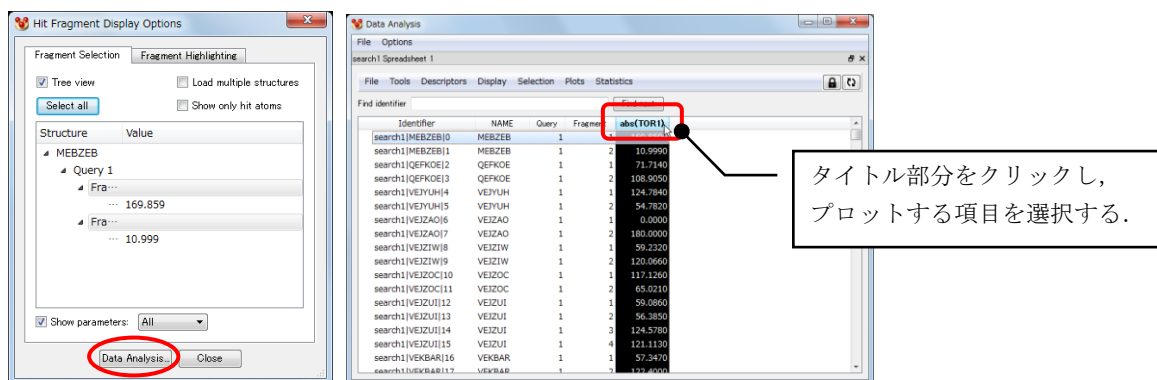 Hit Fragment Display Options
Fragment Selection Fragment Highlighting
Tree view Load multiple structures
Select all Show only hit atoms
Structure Value
MEBZEB
Query 1
Fra…
169.859
Fra…
10.999
Show parameters: All
Data Analysis... Close
Data Analysis
File Options
search1 Spreadsheet 1
File Tools Descriptors Display Selection Plots Statistics
Find identifier
Identifier NAME Query Fragment abs(TOR1)
search1|MEBZEB|0 MEBZEB 1 1
search1|MEBZEB|1 MEBZEB 1 2 10.9990
search1|QEFKOE|2 QEFKOE 1 1 71.7140
search1|QEFKOE|3 QEFKOE 1 2 108.9050
search1|VEJYUH|4 VEJYUH 1 1 124.7840
search1|VEJYUH|5 VEJYUH 1 2 54.7820
search1|VEJZAO|6 VEJZAO 1 1 0.0000
search1|VEJZAO|7 VEJZAO 1 2 180.0000
search1|VEJZIW|8 VEJZIW 1 1 59.2320
search1|VEJZIW|9 VEJZIW 1 2 120.0660
search1|VEJZOC|10 VEJZOC 1 1 117.1260
search1|VEJZOC|11 VEJZOC 1 2 65.0210
search1|VEJZUI|12 VEJZUI 1 1 59.0860
search1|VEJZUI|13 VEJZUI 1 2 56.3850
search1|VEJZUI|14 VEJZUI 1 3 124.5780
search1|VEJZUI|15 VEJZUI 1 4 121.1130
search1|VEKBAR|16 VEKBAR 1 1 57.3470
search1|VEKBAR|17 VEKBAR 1 2 122.4000
タイトル部分をクリックし,
プロットする項目を選択する.